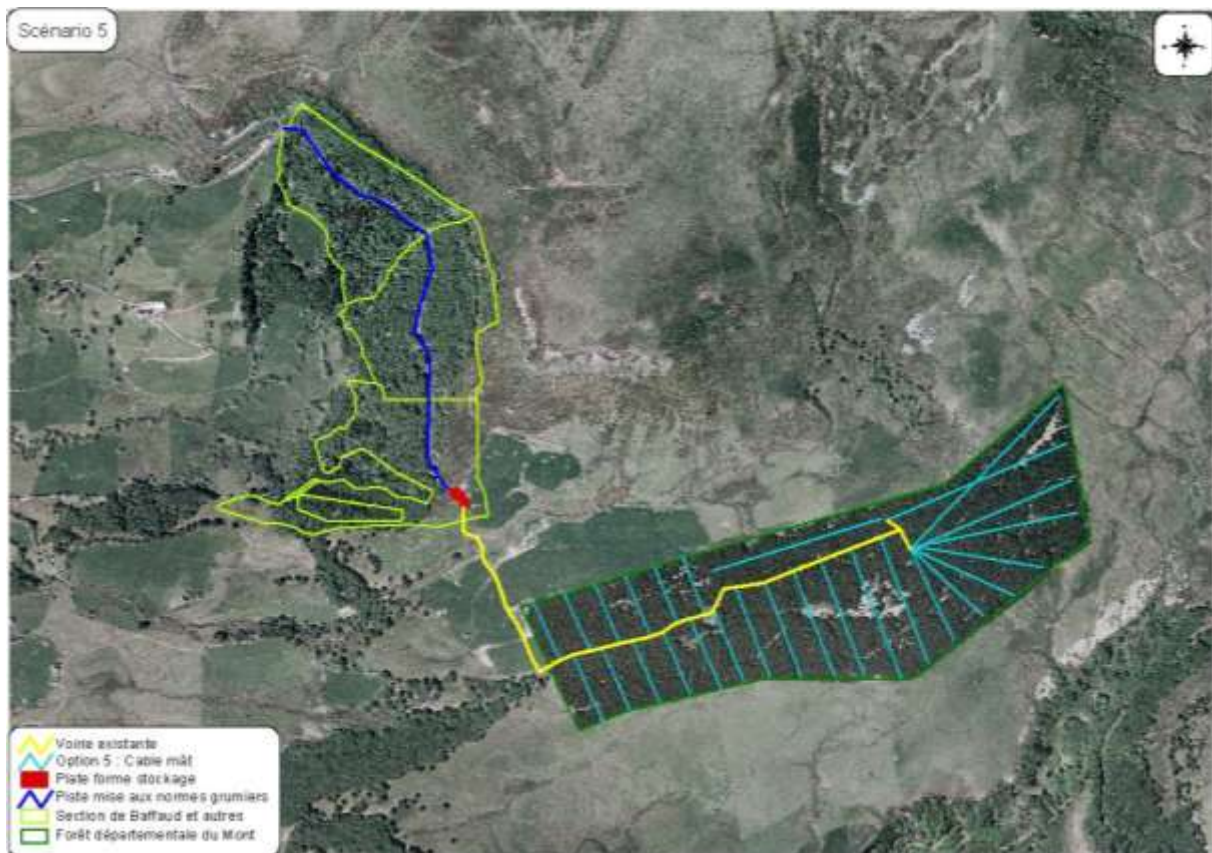 Scénario 5
Voirie existante
Option 5 : Cable mât
Plate forme stockage
Piste mise aux normes grumiers
Section de Baffaud et autres
Forêt départementale du Mont